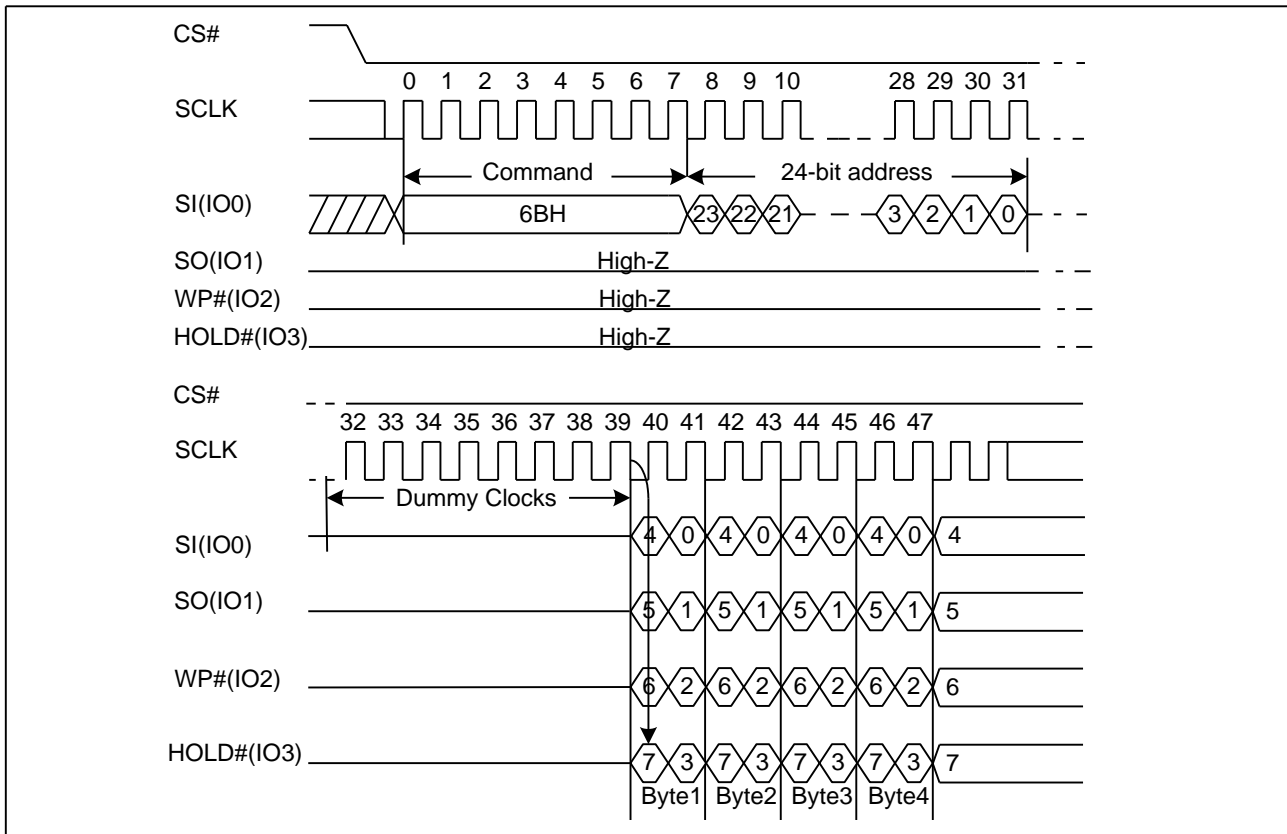 CS#
0 1 2 3 4 5 6 7 8 9 10 28 29 30 31
SCLK
Command 24-bit address
SI(IO0) 6BH 23 22 21 3 2 1 0
SO(IO1) High-Z
WP#(IO2) High-Z
HOLD#(IO3) High-Z
CS#
32 33 34 35 36 37 38 39 40 41 42 43 44 45 46 47
SCLK
Dummy Clocks
SI(IO0) 4 0 4 0 4 0 4 0 4
SO(IO1) 5 1 5 1 5 1 5 1 5
WP#(IO2) 6 2 6 2 6 2 6 2 6
HOLD#(IO3) 7 3 7 3 7 3 7 3 7
Byte1 Byte2 Byte3 Byte4